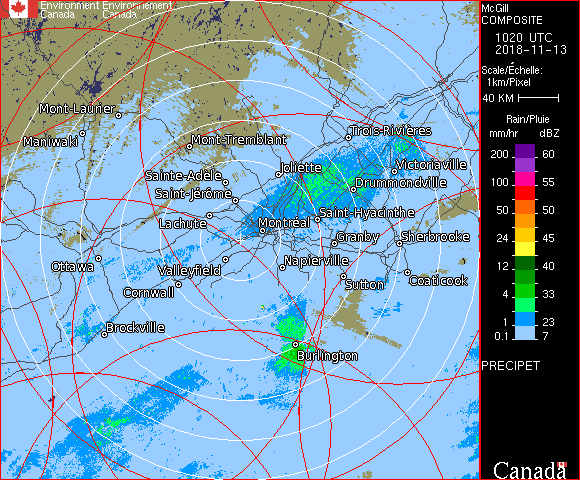 Environment Environnement
Canada Canada
McGill
COMPOSITE
1020 UTC
2018-11-13
Scale/Échelle:
1km/Pixel
40 KM
Rain/Pluie
mm/hr dBZ
200 60
100 55
50 50
24 45
12 40
4 33
1 23
0.1 7
PRECIPET
Canada
Mont-Laurier
Maniwaki
Mont-Tremblant
Trois-Rivières
Joliette
Victoriaville
Sainte-Adèle
Drummondville
Saint-Jérôme
Saint-Hyacinthe
Lachute
Montréal
Granby
Sherbrooke
Ottawa
Valleyfield
Napierville
Coaticook
Sutton
Cornwall
Brockville
Burlington